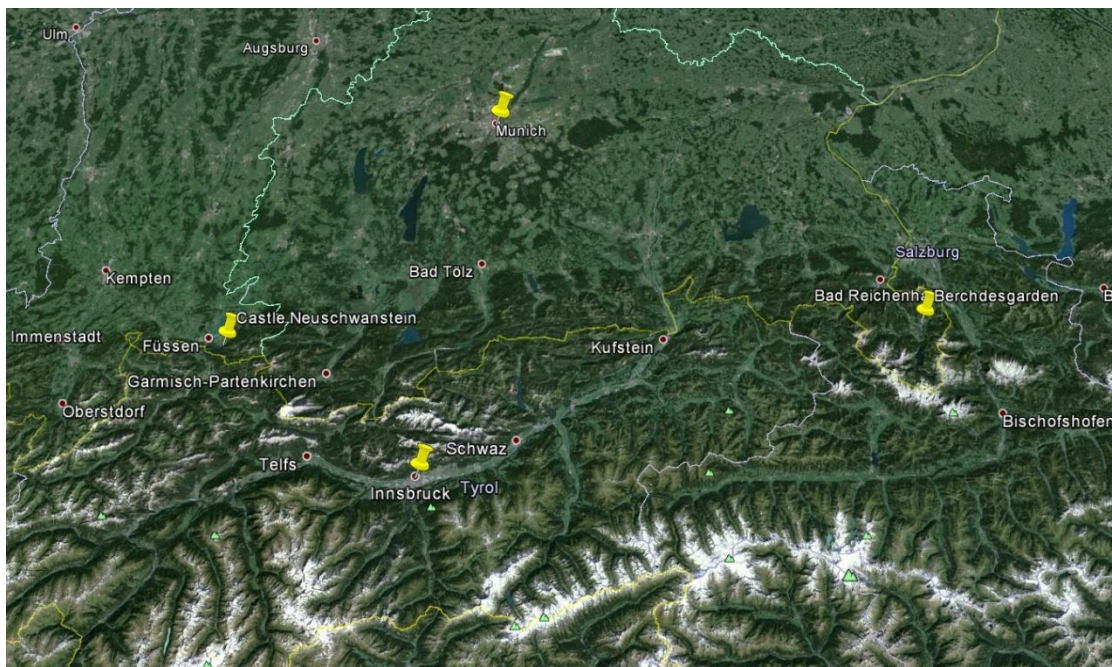 Ulm
Augsburg
Munich
Salzburg
Bad Tölz
Kempten
Bad Reichenha
Berchdesgarden
B
Castle Neuschwanstein
Immenstadt
Füssen
Kufstein
Garmisch-Partenkirchen
Oberstdorf
Bischofshofen
Schwaz
Telfs
Innsbruck
Tyrol